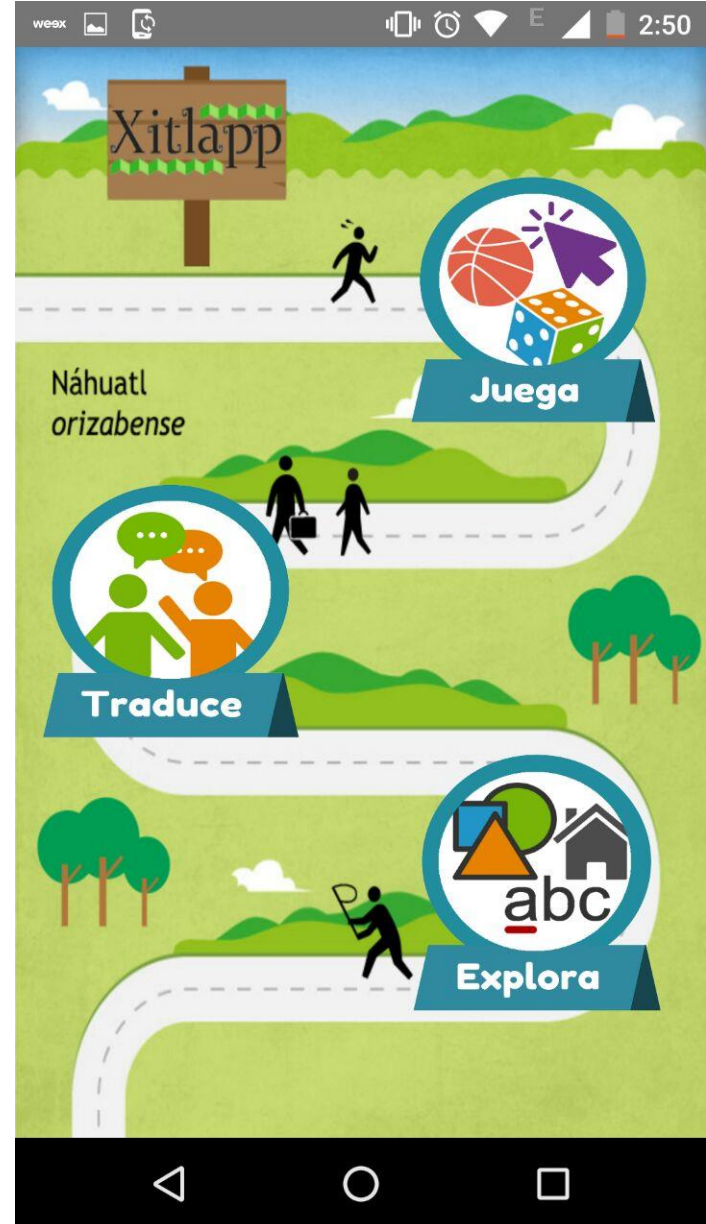 weex
E
2:50
Xitlapp
Juega
Náhuatl
orizabense
Traduce
abc
Explora